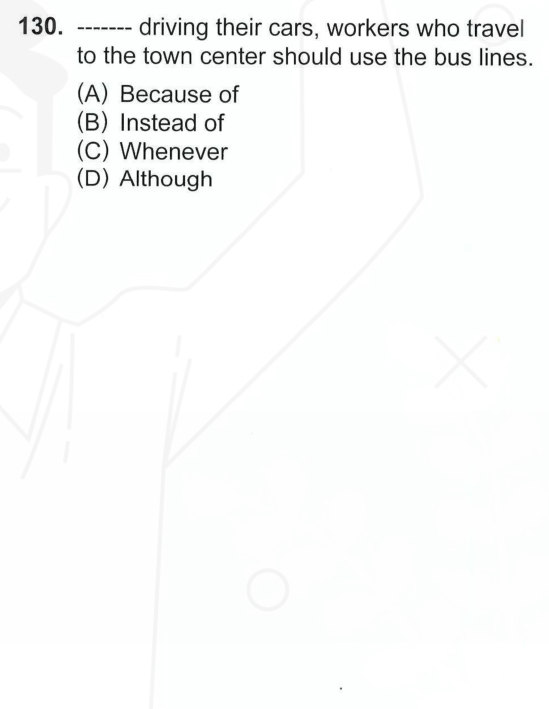 130. ------- driving their cars, workers who travel
to the town center should use the bus lines.
(A) Because of
(B) Instead of
(C) Whenever
(D) Although